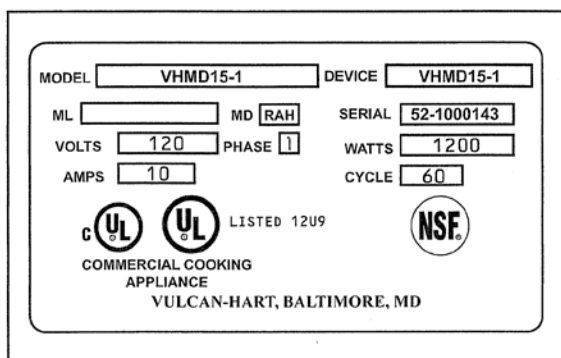 MODEL VHMD15-1 DEVICE VHMD15-1
ML MD RAH SERIAL 52-1000143
VOLTS 120 PHASE 1 WATTS 1200
AMPS 10 CYCLE 60
C UL ® UL ® LISTED 12U9 NSF®
COMMERCIAL COOKING
APPLIANCE
VULCAN-HART, BALTIMORE, MD